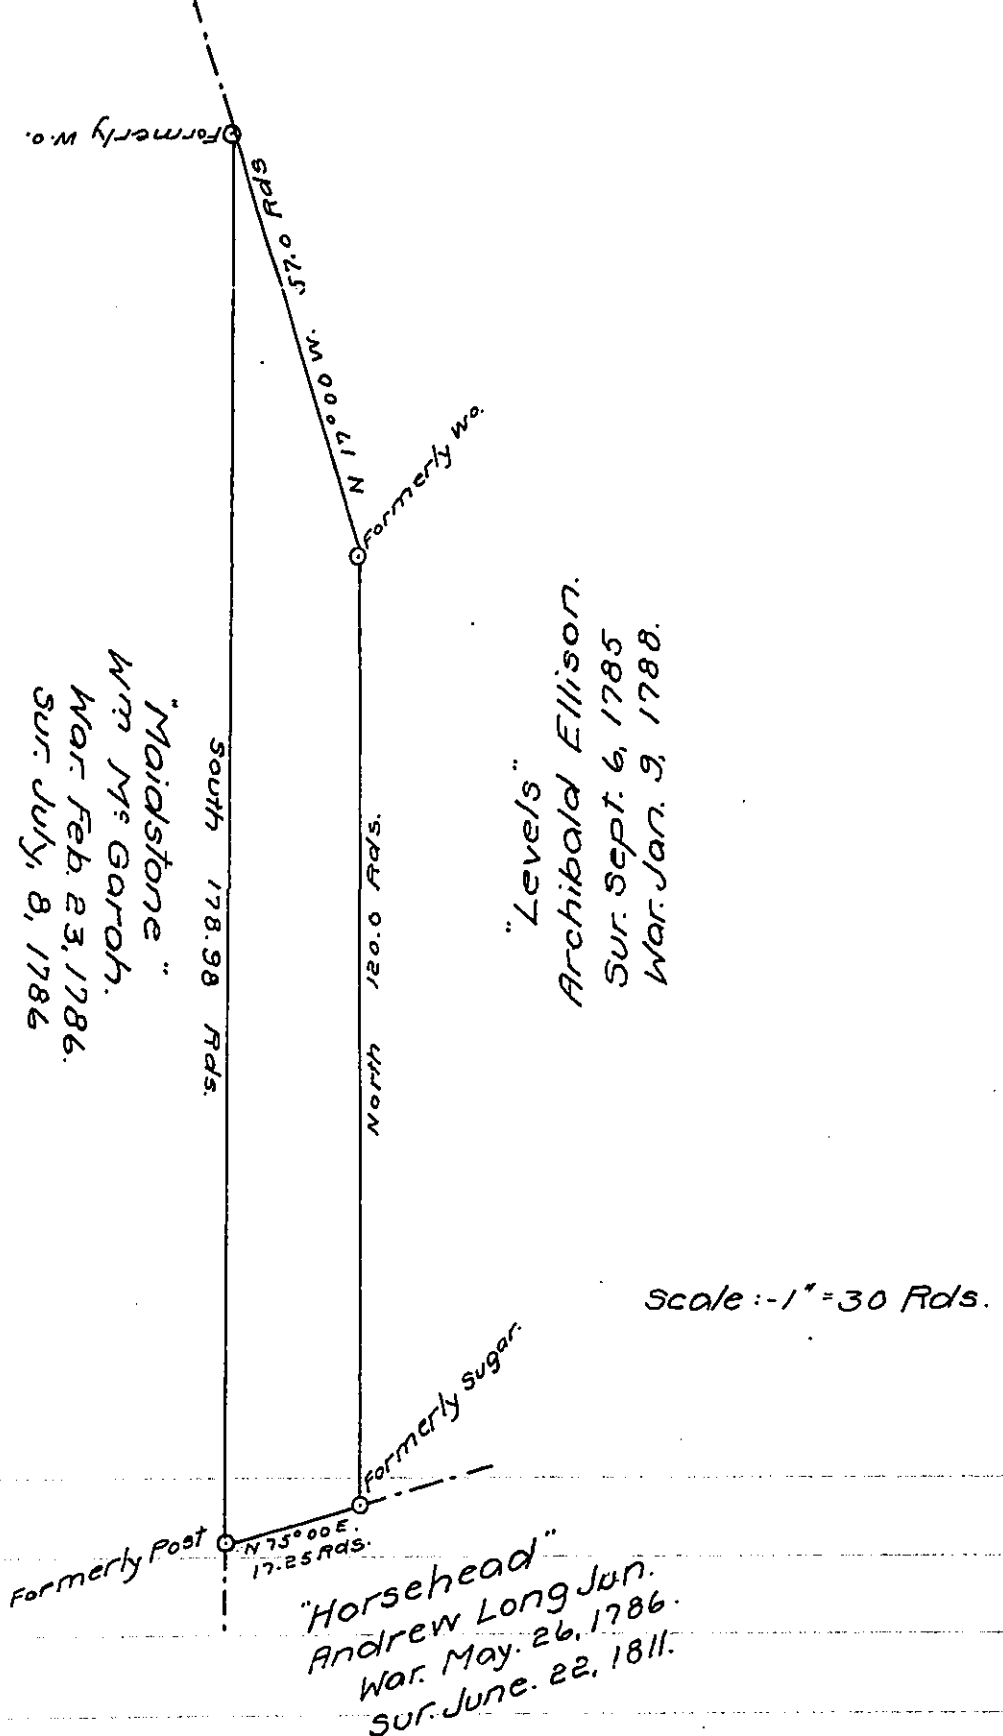 Formerly W.O.
N 17°00 W. 57.0 Rds
Formerly W.O.
"Levels"
Archibald Ellison.
Sur. Sept. 6, 1785
War. Jan. 9, 1788.
"Maidstone"
Wm Mc Garah.
War. Feb. 23, 1786.
Sur. July, 8, 1786
South 178.98 Rds.
North 120.0 Rds.
Scale:-1"=30 Rds.
Formerly Sugar.
Formerly Post
N 75°00 E.
17.25 Rds.
"Horsehead"
Andrew Long Jun.
War. May. 26, 1786.
Sur. June. 22, 1811.